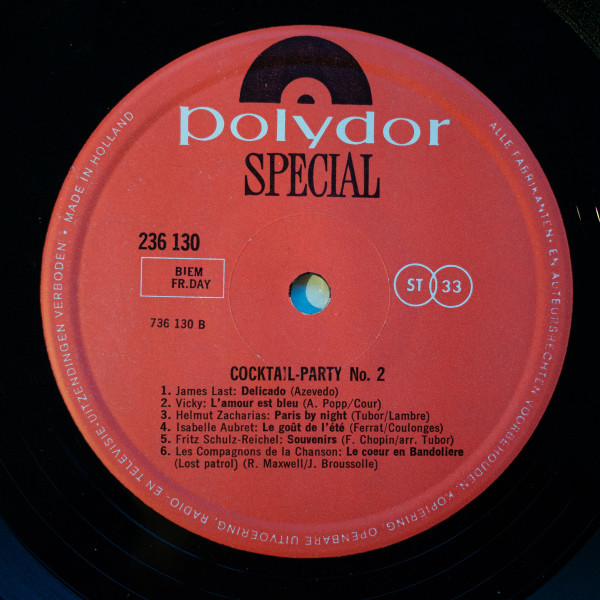 polydor
SPECIAL
236 130
BIEM
FR.DAY
736 130 B
ST 33
COCKTAIL-PARTY No. 2
1. James Last: Delicado (Azevedo)
2. Vicky: L'amour est bleu (A. Popp/Cour)
3. Helmut Zacharias: Paris by night (Tubor/Lambre)
4. Isabelle Aubret: Le goût de l'été (Ferrat/Coulonges)
5. Fritz Schulz-Reichel: Souvenirs (F. Chopin/arr. Tubor)
6. Les Compagnons de la Chanson: Le coeur en Bandoliere
(Lost patrol) (R. Maxwell/J. Broussolle)
ALLE FABRIKANTEN- EN AUTEURSRECHTEN VOORBEHOUDEN. KOPIËRING, OPENBARE UITVOERING, RADIO- EN TELEVISIE-UITZENDINGEN VERBODEN • MADE IN HOLLAND